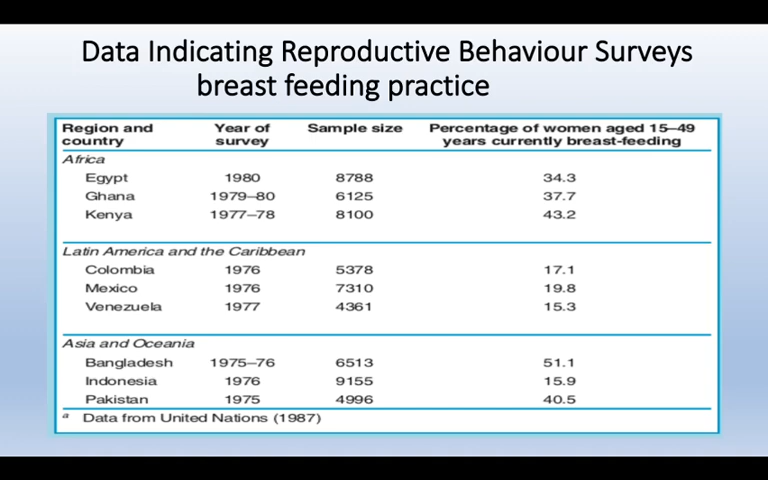 Data Indicating Reproductive Behaviour Surveys
breast feeding practice
Region and country Year of survey Sample size Percentage of women aged 15–49 years currently breast-feeding
Africa
Egypt 1980 8788 34.3
Ghana 1979–80 6125 37.7
Kenya 1977–78 8100 43.2
Latin America and the Caribbean
Colombia 1976 5378 17.1
Mexico 1976 7310 19.8
Venezuela 1977 4361 15.3
Asia and Oceania
Bangladesh 1975–76 6513 51.1
Indonesia 1976 9155 15.9
Pakistan 1975 4996 40.5
a Data from United Nations (1987)